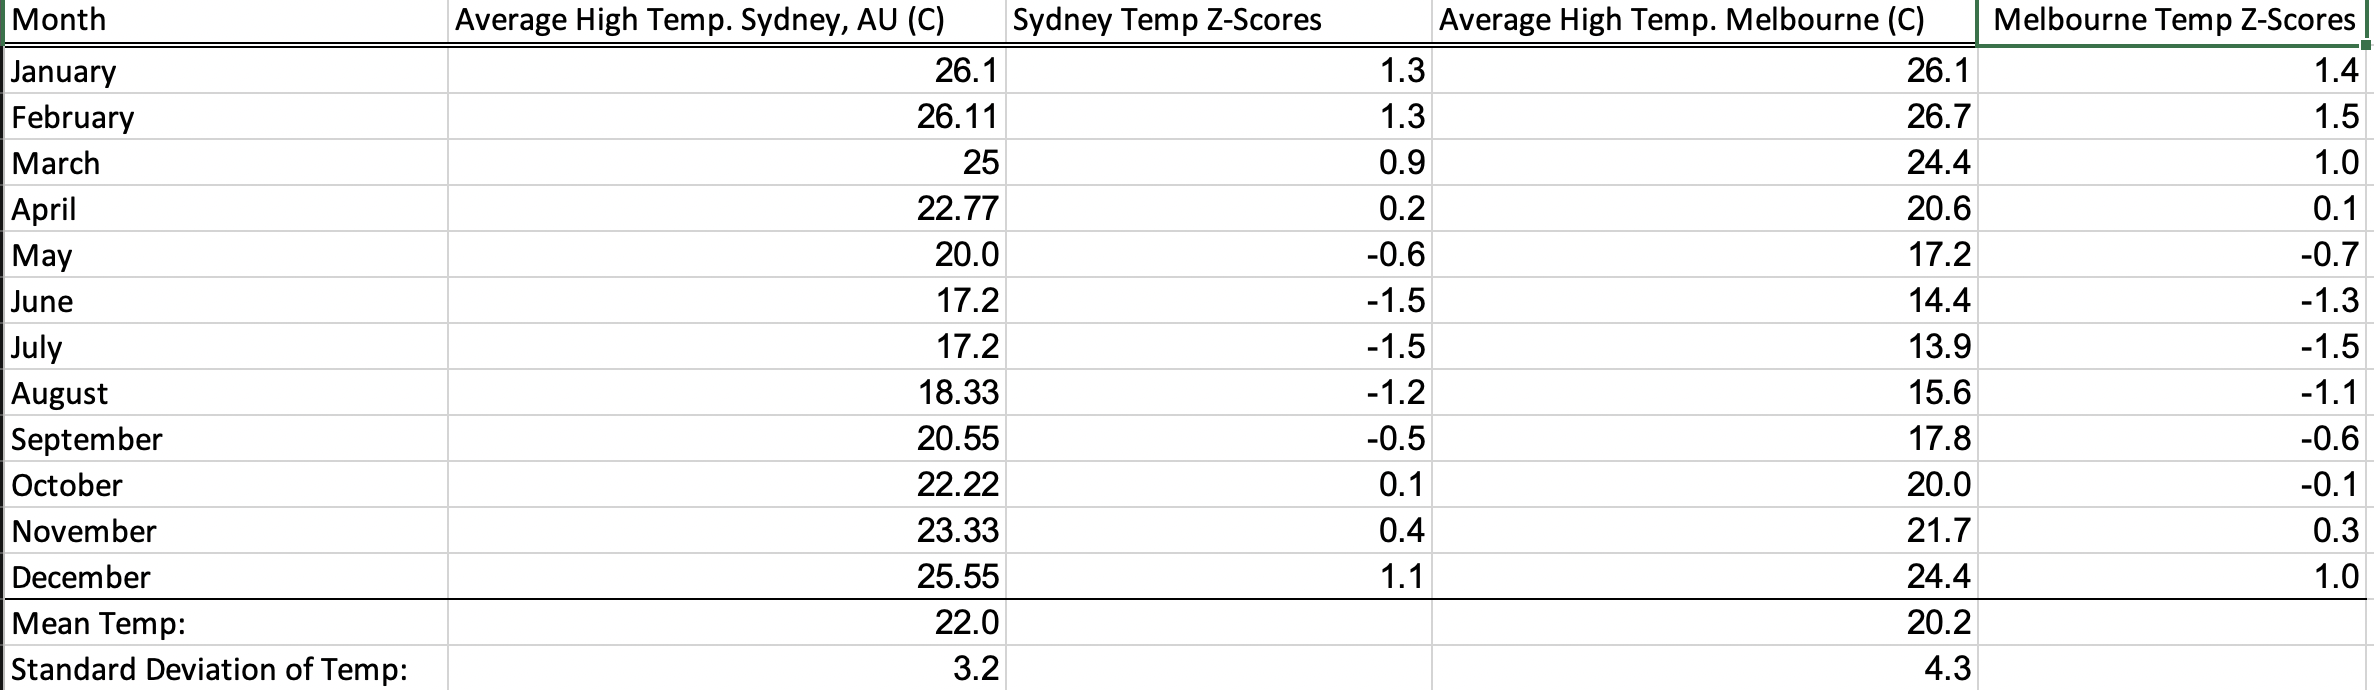 Month Average High Temp. Sydney, AU (C) Sydney Temp Z-Scores Average High Temp. Melbourne (C) Melbourne Temp Z-Scores
January 26.1 1.3 26.1 1.4
February 26.11 1.3 26.7 1.5
March 25 0.9 24.4 1.0
April 22.77 0.2 20.6 0.1
May 20.0 -0.6 17.2 -0.7
June 17.2 -1.5 14.4 -1.3
July 17.2 -1.5 13.9 -1.5
August 18.33 -1.2 15.6 -1.1
September 20.55 -0.5 17.8 -0.6
October 22.22 0.1 20.0 -0.1
November 23.33 0.4 21.7 0.3
December 25.55 1.1 24.4 1.0
Mean Temp: 22.0 20.2
Standard Deviation of Temp: 3.2 4.3